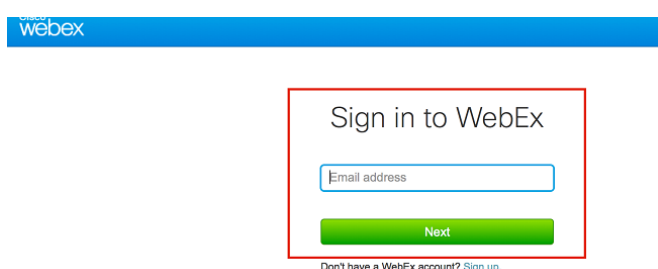 Cisco
webex
Sign in to WebEx
Email address
Next
Don't have a WebEx account? Sign up